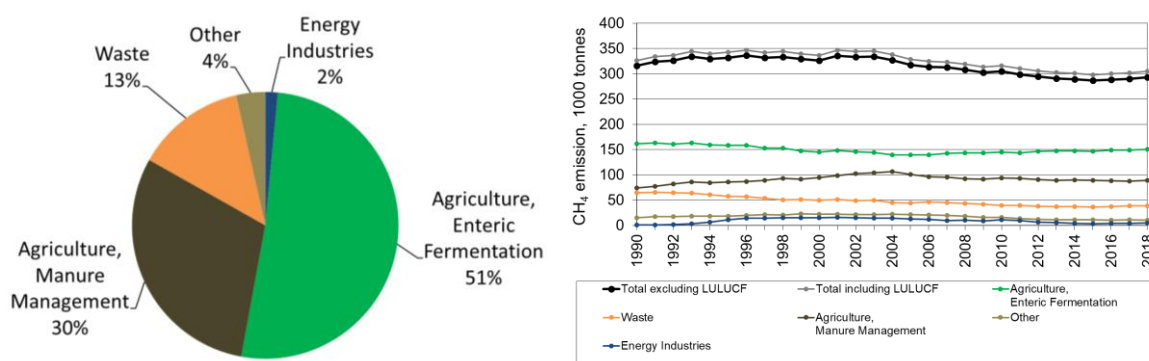 Energy
Industries
2%
Other
4%
Waste
13%
Agriculture,
Enteric
Fermentation
51%
Agriculture,
Manure
Management
30%
CH4 emission, 1000 tonnes
400
350
300
250
200
150
100
50
0
1990
1992
1994
1996
1998
2000
2002
2004
2006
2008
2010
2012
2014
2016
2018
Total excluding LULUCF
Total including LULUCF
Agriculture,
Enteric Fermentation
Waste
Agriculture,
Manure Management
Other
Energy Industries